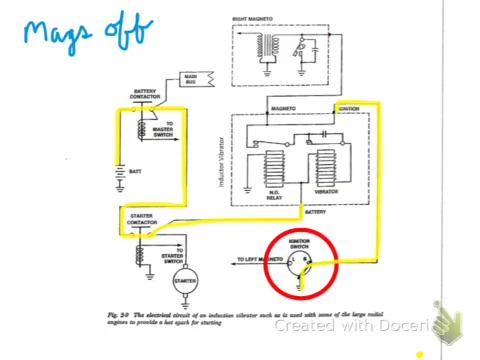 Mags off
RIGHT MAGNETO
MAIN
BUS
BATTERY
CONTACTOR
TO
MASTER
SWITCH
MAGNETO
IGNITION
Inductor Vibrator
BATT
N.O.
RELAY
VIBRATOR
STARTER
CONTACTOR
BATTERY
TO
STARTER
SWITCH
IGNITION
SWITCH
TO LEFT MAGNETO
L
R
STARTER
Fig. 2-9 The electrical circuit of an induction vibrator such as is used with some of the large radial
engines to provide a hot spark for starting
Created with Doceri